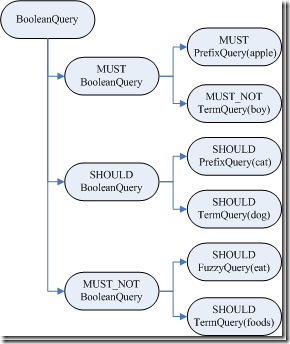 BooleanQuery
MUST
BooleanQuery
MUST
PrefixQuery(apple)
MUST_NOT
TermQuery(boy)
SHOULD
BooleanQuery
SHOULD
PrefixQuery(cat)
SHOULD
TermQuery(dog)
MUST_NOT
BooleanQuery
SHOULD
FuzzyQuery(eat)
SHOULD
TermQuery(foods)